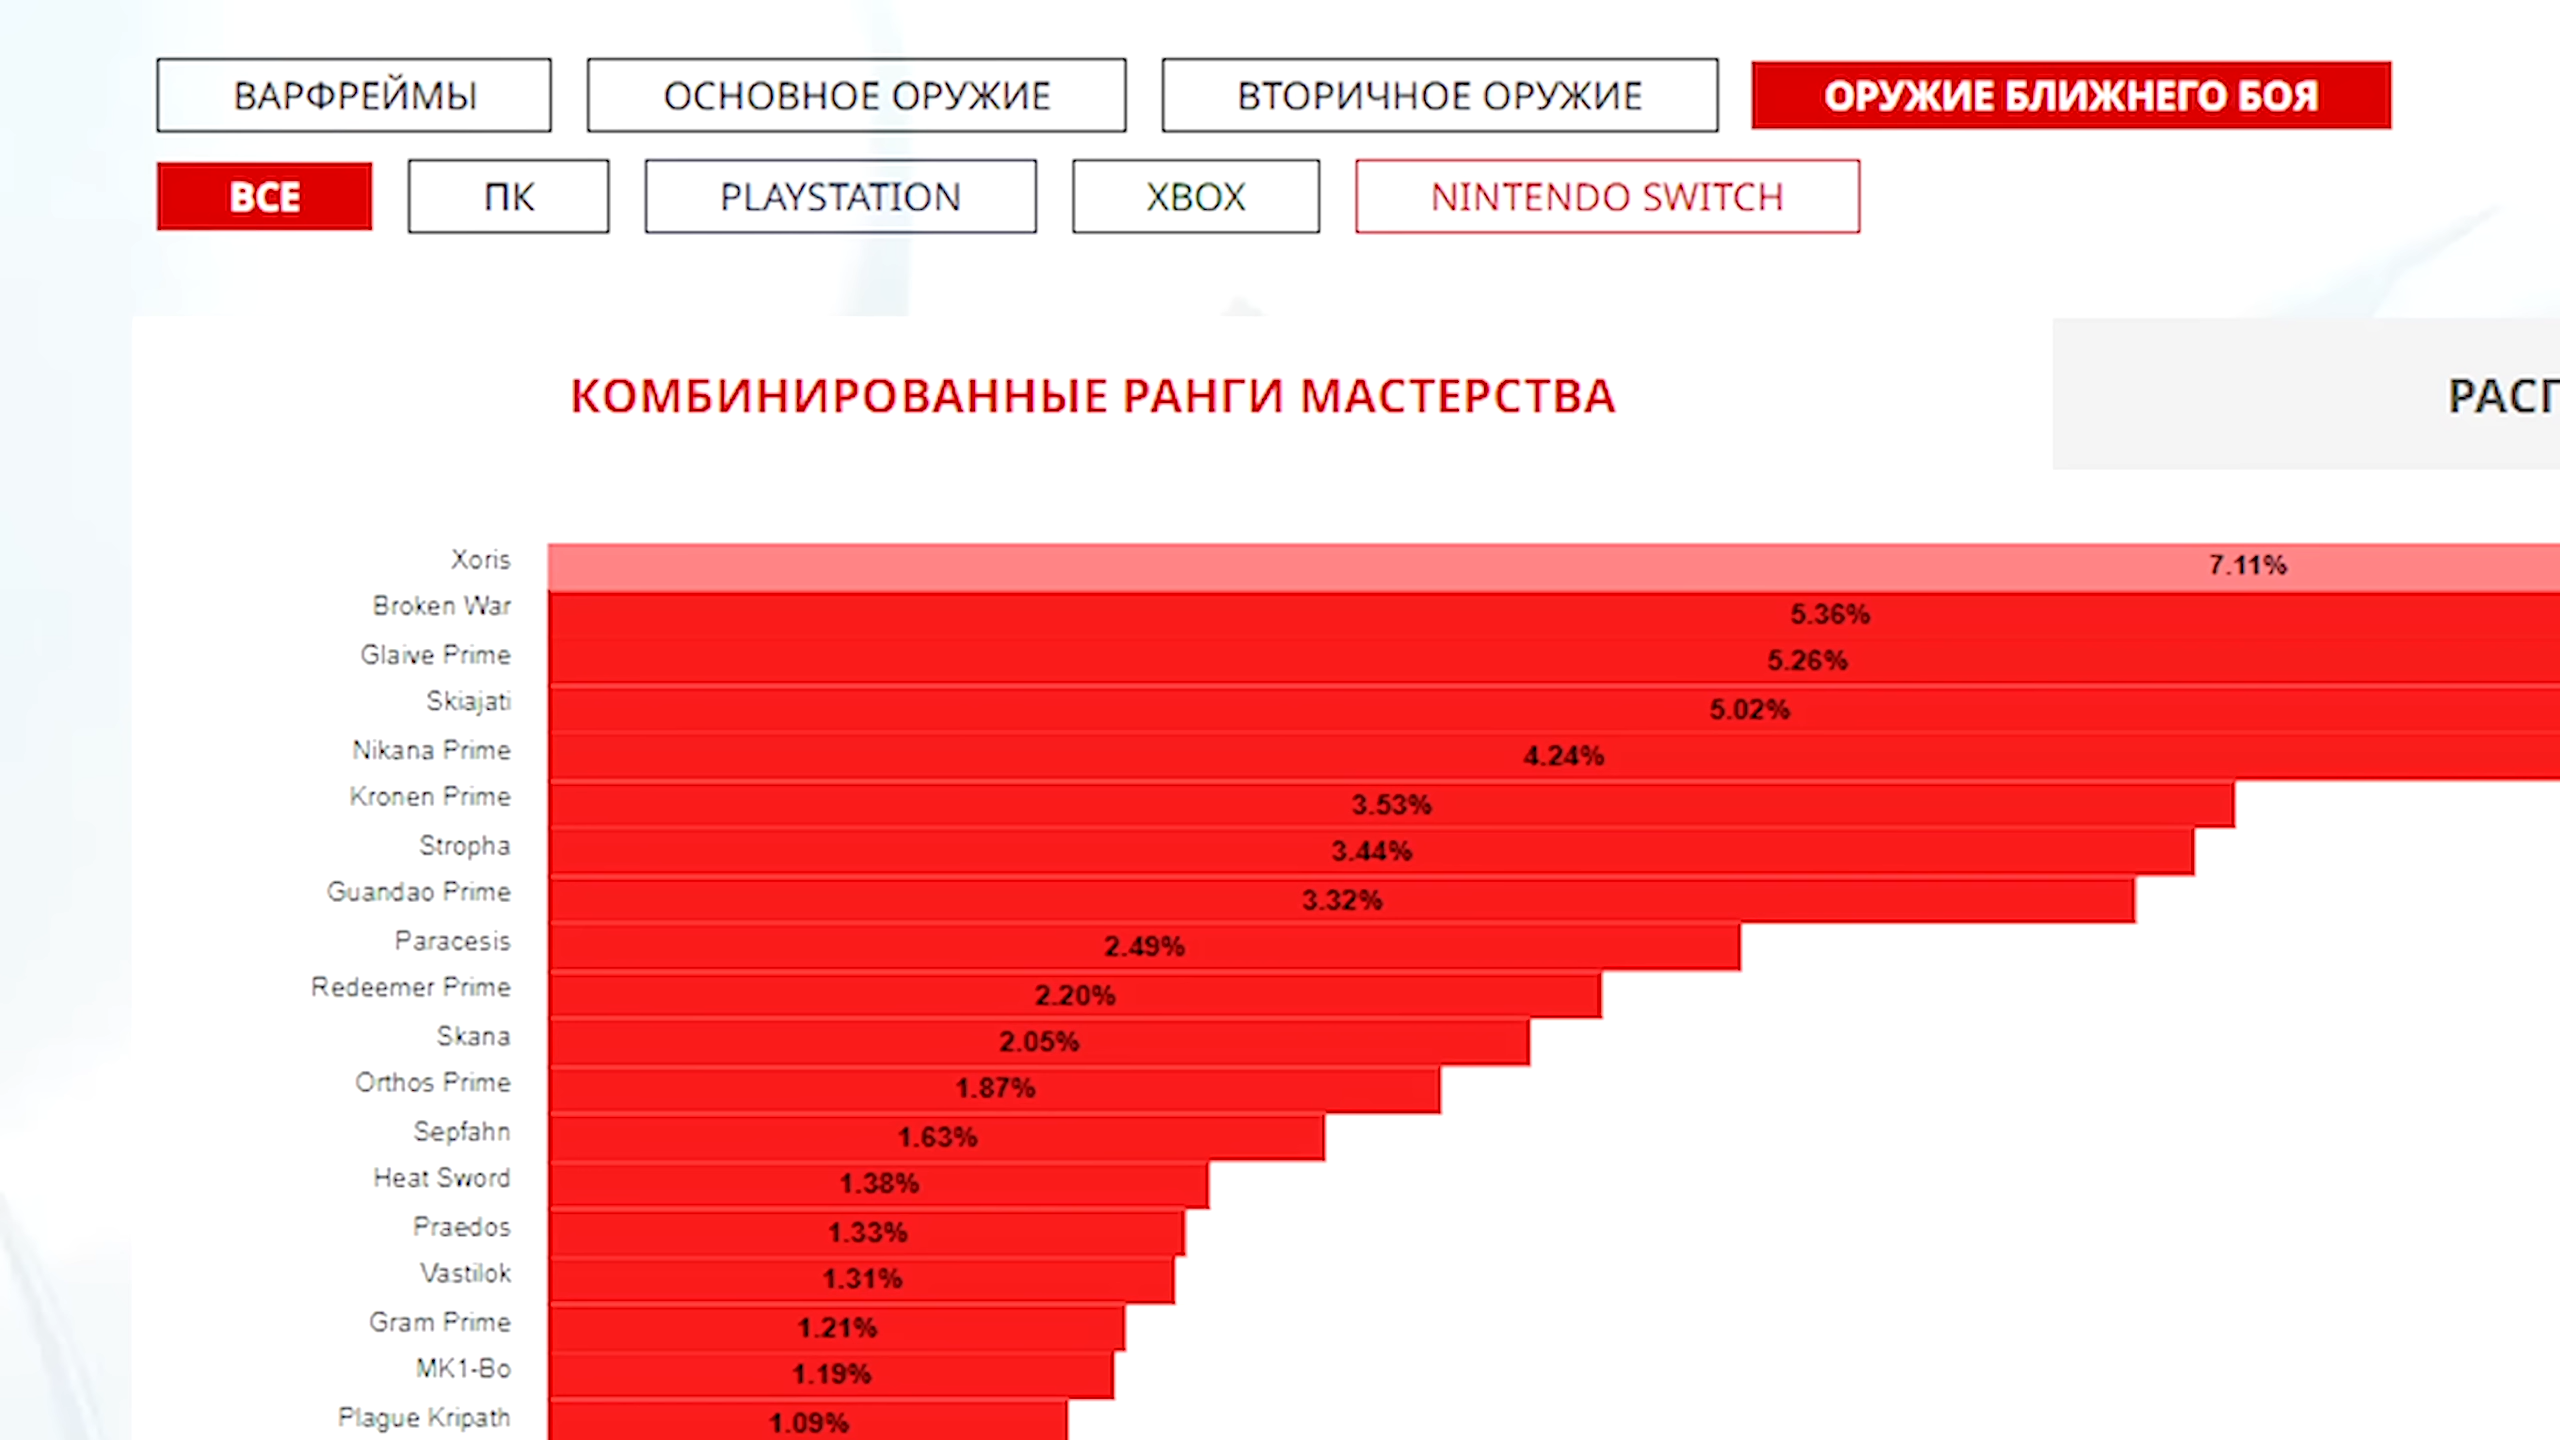 ВАРФРЕЙМЫ ОСНОВНОЕ ОРУЖИЕ ВТОРИЧНОЕ ОРУЖИЕ ОРУЖИЕ БЛИЖНЕГО БОЯ
ВСЕ ПК PLAYSTATION XBOX NINTENDO SWITCH
КОМБИНИРОВАННЫЕ РАНГИ МАСТЕРСТВА
Xoris 7.11%
Broken War 5.36%
Glaive Prime 5.26%
Skiajati 5.02%
Nikana Prime 4.24%
Kronen Prime 3.53%
Stropha 3.44%
Guandao Prime 3.32%
Paracesis 2.49%
Redeemer Prime 2.20%
Skana 2.05%
Orthos Prime 1.87%
Sepfahn 1.63%
Heat Sword 1.38%
Praedos 1.33%
Vastilok 1.31%
Gram Prime 1.21%
MK1-Bo 1.19%
Plague Kripath 1.09%